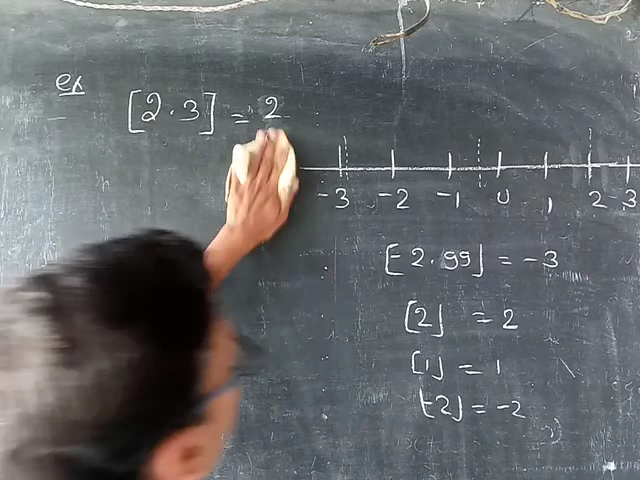 ex
[2.3] = 2
-3 -2 -1 0 1 2 3
[-2.99] = -3
[2] = 2
[1] = 1
[-2] = -2